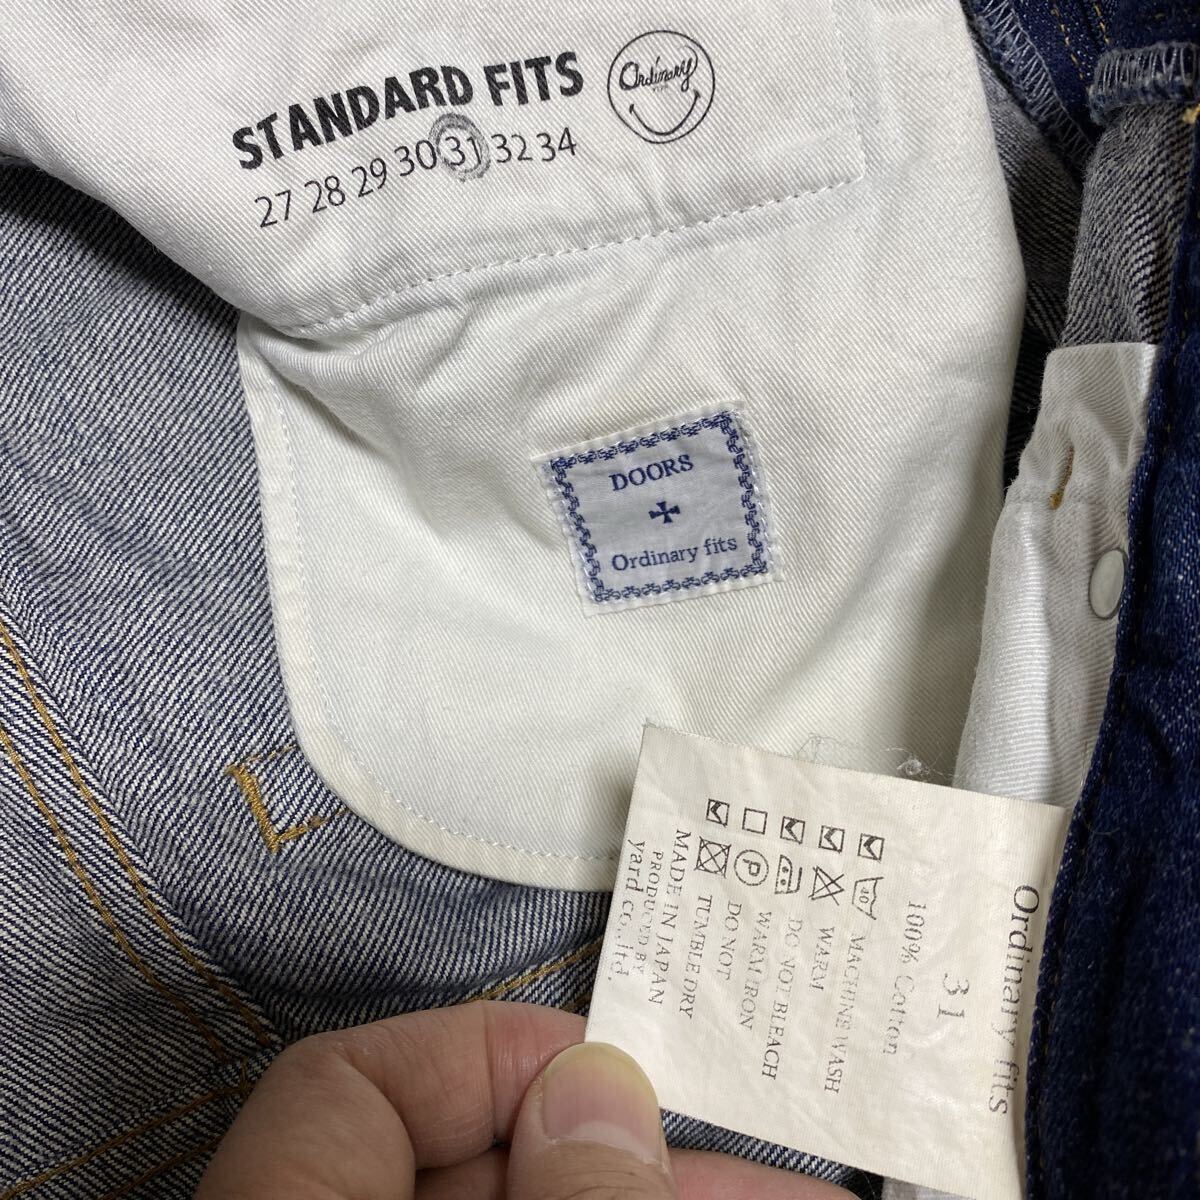 STANDARD FITS
27 28 29 30 31 32 34
Ordinary
DOORS
Ordinary fits
Ordinary fits
31
100% Cotton
30 MACHINE WASH
WARM
DO NOT BLEACH
WARM IRON
P DO NOT
TUMBLE DRY
MADE IN JAPAN
PRODUCED BY
yard co.,ltd.